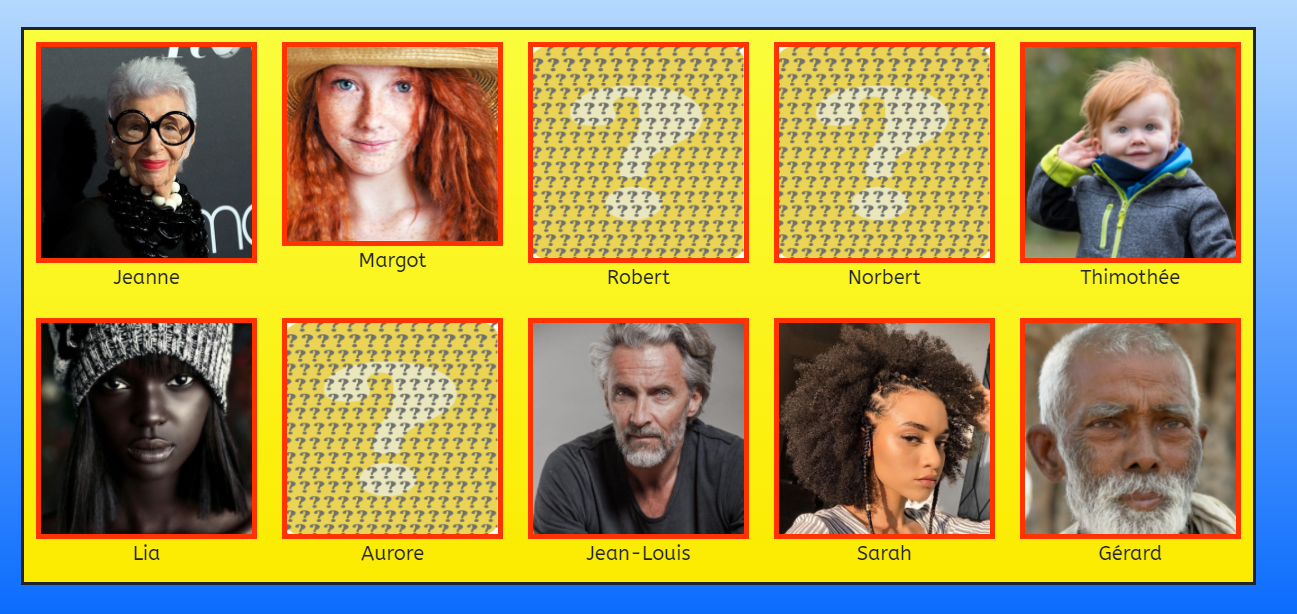 Jeanne
Margot
Robert
Norbert
Thimothée
Lia
Aurore
Jean-Louis
Sarah
Gérard